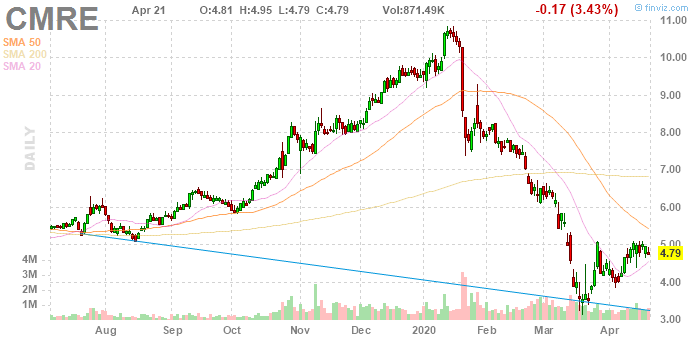 CMRE
Apr 21 O:4.81 H:4.95 L:4.79 C:4.79 Vol:871.49K
-0.17 (3.43%)
© finviz.com
SMA 50
SMA 200
SMA 20
DAILY
11.00
10.00
9.00
8.00
7.00
6.00
5.00
4.79
4.00
3.00
4M
3M
2M
1M
Aug Sep Oct Nov Dec 2020 Feb Mar Apr